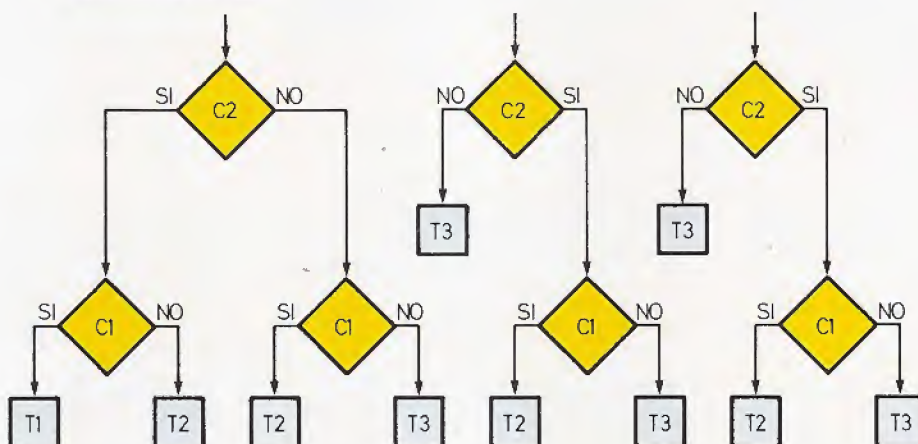 SI C2 NO NO C2 SI NO C2 SI
T3 T3
SI C1 NO SI C1 NO SI C1 NO SI C1 NO
T1 T2 T2 T3 T2 T3 T2 T3